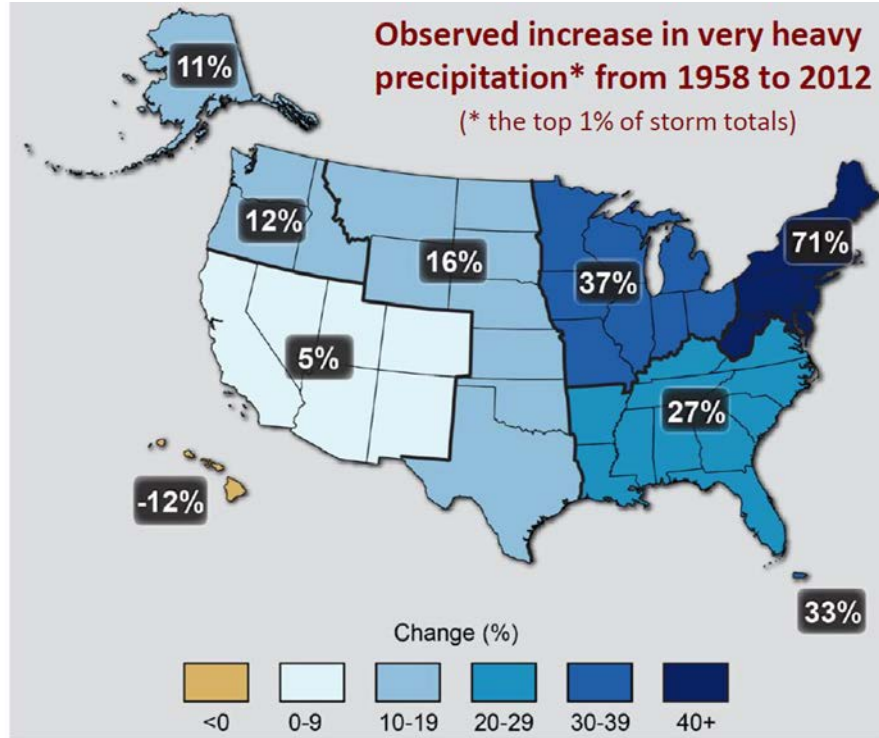 Observed increase in very heavy
precipitation* from 1958 to 2012
(* the top 1% of storm totals)
11%
12%
16%
37%
71%
5%
27%
-12%
33%
Change (%)
<0 0-9 10-19 20-29 30-39 40+